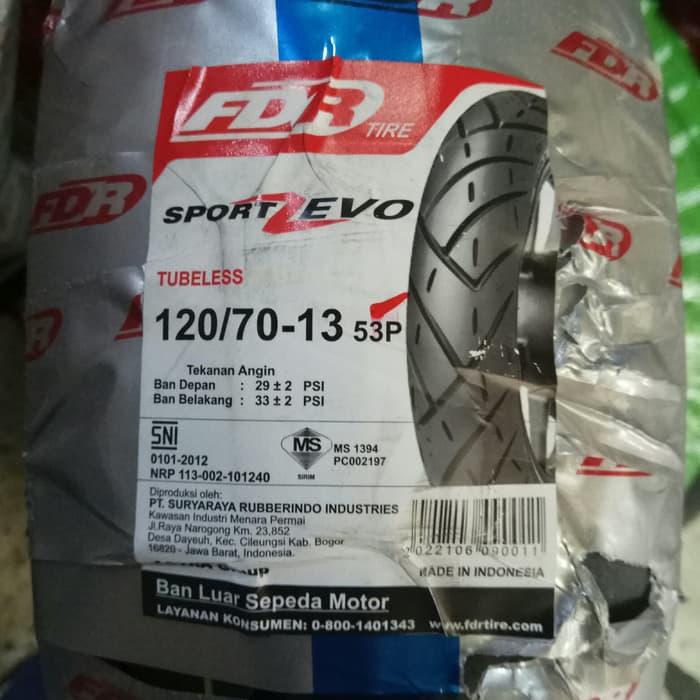 FDR
FDR
FDR
FDR TIRE
SPORT ZEVO
TUBELESS
120/70-13 53P
Tekanan Angin
Ban Depan : 29 ± 2 PSI
Ban Belakang : 33 ± 2 PSI
SNI
0101-2012
NRP 113-002-101240
MS
SIRIM
MS 1394
PC002197
Diproduksi oleh:
PT. SURYARAYA RUBBERINDO INDUSTRIES
Kawasan Industri Menara Permai
Jl.Raya Narogong Km. 23,852
Desa Dayeuh, Kec. Cileungsi Kab. Bogor
16820 - Jawa Barat, Indonesia.
2022106 090011
MADE IN INDONESIA
Ban Luar Sepeda Motor
LAYANAN KONSUMEN: 0-800-1401343 www.fdrtire.com
FDR